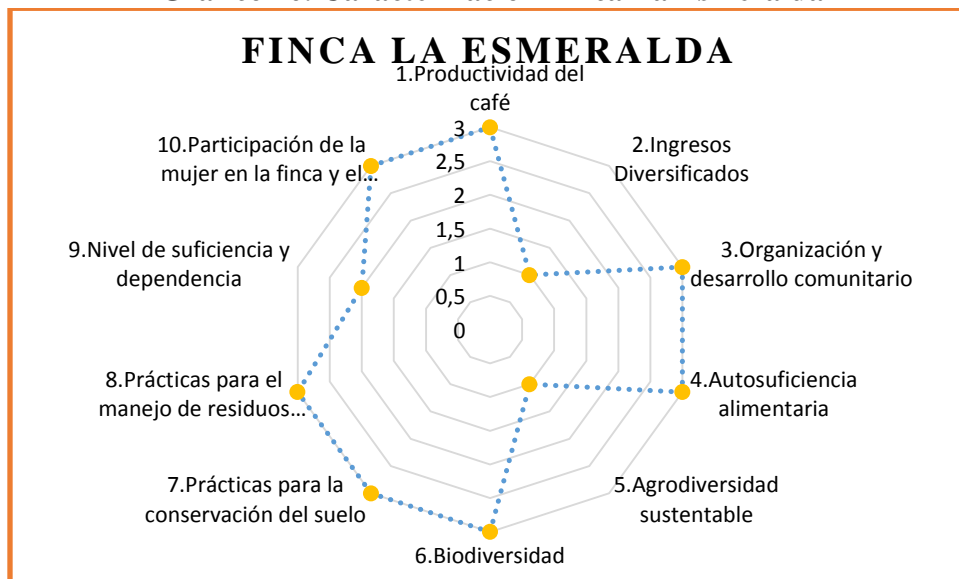 FINCA LA ESMERALDA
1.Productividad del
café
2.Ingresos
Diversificados
3.Organización y
desarrollo comunitario
4.Autosuficiencia
alimentaria
5.Agrodiversidad
sustentable
6.Biodiversidad
7.Prácticas para la
conservación del suelo
8.Prácticas para el
manejo de residuos…
9.Nivel de suficiencia y
dependencia
10.Participación de la
mujer en la finca y el…
3
2,5
2
1,5
1
0,5
0